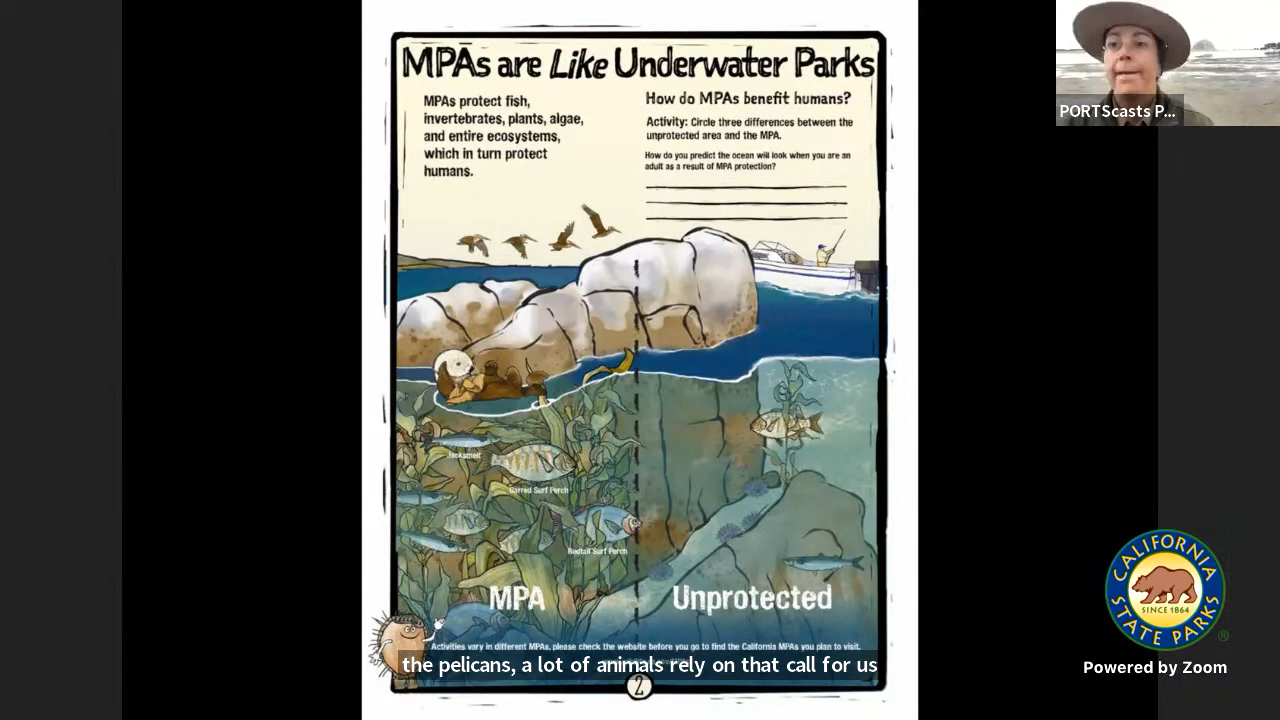 MPAs are Like Underwater Parks
MPAs protect fish,
invertebrates, plants, algae,
and entire ecosystems,
which in turn protect
humans.
How do MPAs benefit humans?
Activity: Circle three differences between the
unprotected area and the MPA.
How do you predict the ocean will look when you are an
adult as a result of MPA protection?
PORTScasts P...
Jacksmelt
Barred Surf Perch
Redtail Surf Perch
MPA
Unprotected
Activities vary in different MPAs, please check the website before you go to find the California MPAs you plan to visit.
the pelicans, a lot of animals rely on that call for us
2
CALIFORNIA
SINCE 1864
STATE PARKS
®
Powered by Zoom